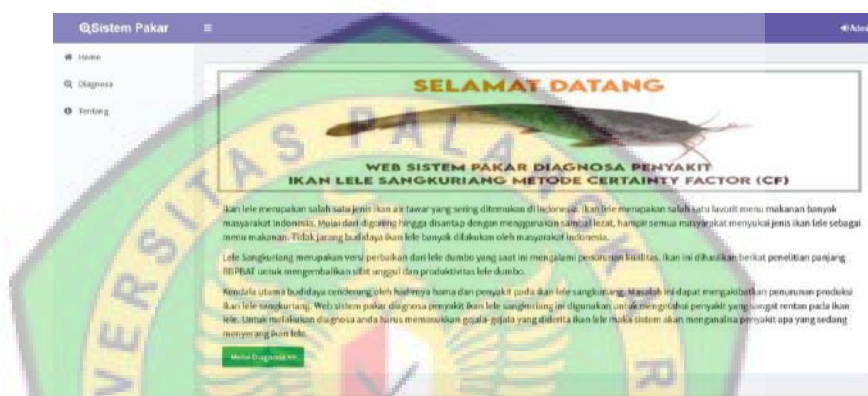 Sistem Pakar
Home
Diagnosa
Tentang
SELAMAT DATANG
WEB SISTEM PAKAR DIAGNOSA PENYAKIT
IKAN LELE SANGKURIANG METODE CERTAINTY FACTOR (CF)
Ikan lele merupakan salah satu jenis ikan air tawar yang sering ditemukan di Indonesia. Ikan lele merupakan salah satu favorit menu makanan banyak
masyarakat indonesia. Mulai dari digoreng hingga disantap dengan menggunakan sambal lezat, hampir semua masyarakat menyukai jenis ikan lele sebagai
menu makanan. Tidak jarang budidaya ikan lele banyak dilakukan oleh masyarakat indonesia.
Lele Sangkuriang merupakan versi perbaikan dari lele dumbo yang saat ini mengalami penurunan kualitas. Ikan ini dihasilkan berkat penelitian panjang
BBPBAT untuk mengembalikan sifat unggul dan produktivitas lele dumbo.
Kendala utama budidaya cenderung oleh hadirnya hama dan penyakit pada ikan lele sangkuriang. Masalah ini dapat mengakibatkan penurunan produksi
ikan lele sangkuriang. Web sistem pakar diagnosa penyakit ikan lele sangkuriang ini digunakan untuk mengetahui penyakit yang sangat rentan pada ikan
lele. Untuk melakukan diagnosa anda harus memasukkan gejala-gejala yang diderita ikan lele maka sistem akan menganalisa penyakit apa yang sedang
menyerang ikan lele.
Mulai Diagnosa >>